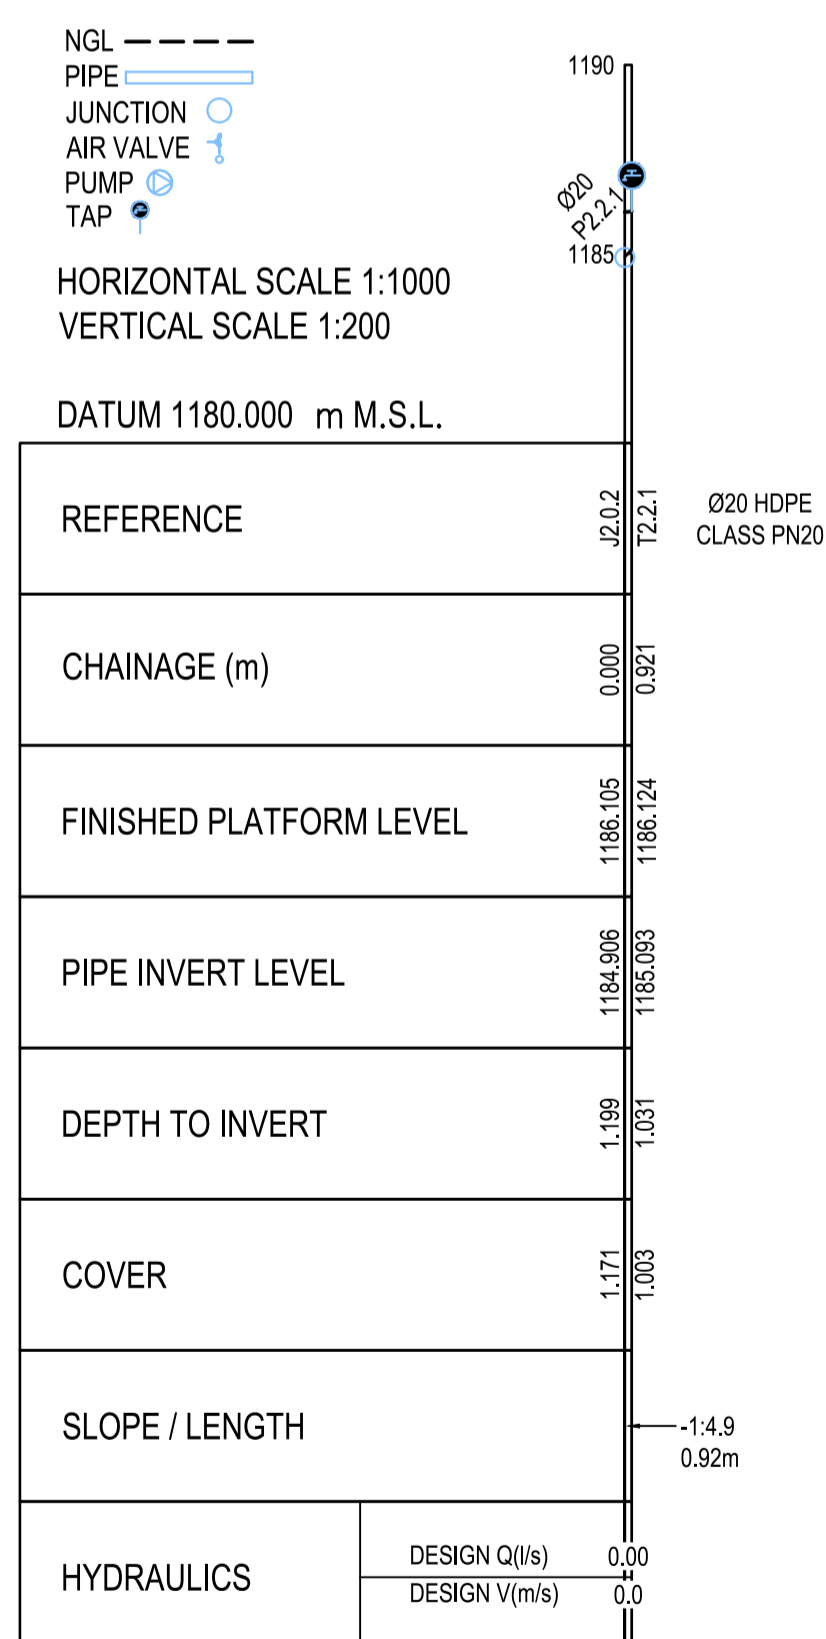 NGL
PIPE
JUNCTION
AIR VALVE
PUMP
TAP
1190
Ø20
P2.2.1
1185
HORIZONTAL SCALE 1:1000
VERTICAL SCALE 1:200
DATUM 1180.000 m M.S.L.
REFERENCE
J2.0.2
T2.2.1
Ø20 HDPE
CLASS PN20
CHAINAGE (m)
0.000
0.921
FINISHED PLATFORM LEVEL
1186.105
1186.124
PIPE INVERT LEVEL
1184.906
1185.093
DEPTH TO INVERT
1.199
1.031
COVER
1.171
1.003
SLOPE / LENGTH
-1:4.9
0.92m
HYDRAULICS
DESIGN Q(l/s)
0.00
DESIGN V(m/s)
0.0